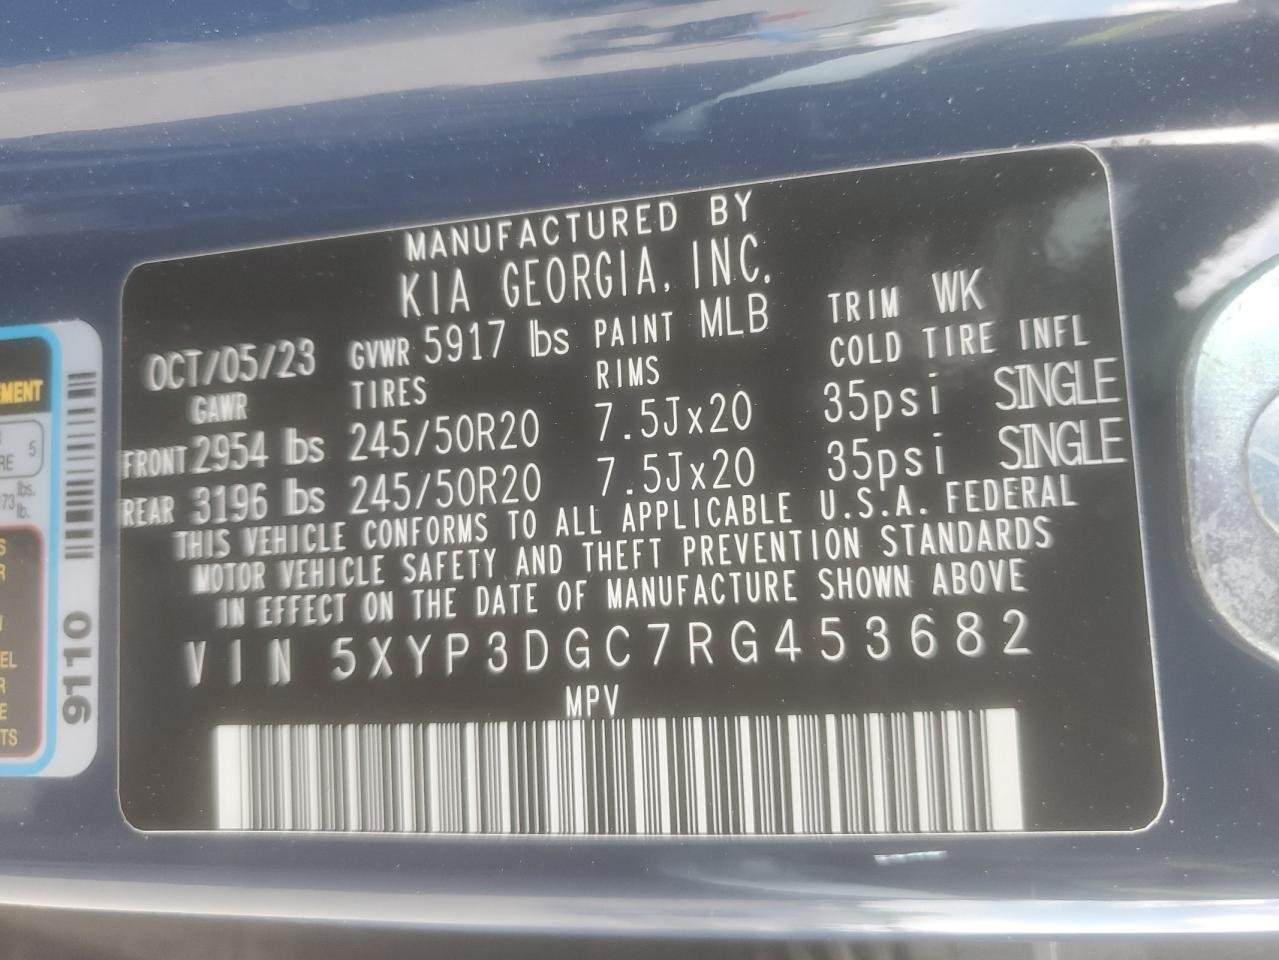 MANUFACTURED BY
KIA GEORGIA, INC.
OCT/05/23 GVWR 5917 lbs PAINT MLB TRIM WK
GAWR TIRES RIMS COLD TIRE INFL
FRONT 2954 lbs 245/50R20 7.5Jx20 35psi SINGLE
REAR 3196 lbs 245/50R20 7.5Jx20 35psi SINGLE
THIS VEHICLE CONFORMS TO ALL APPLICABLE U.S.A. FEDERAL
MOTOR VEHICLE SAFETY AND THEFT PREVENTION STANDARDS
IN EFFECT ON THE DATE OF MANUFACTURE SHOWN ABOVE
VIN 5XYP3DGC7RG453682
MPV
9110
5
lbs.
lb.